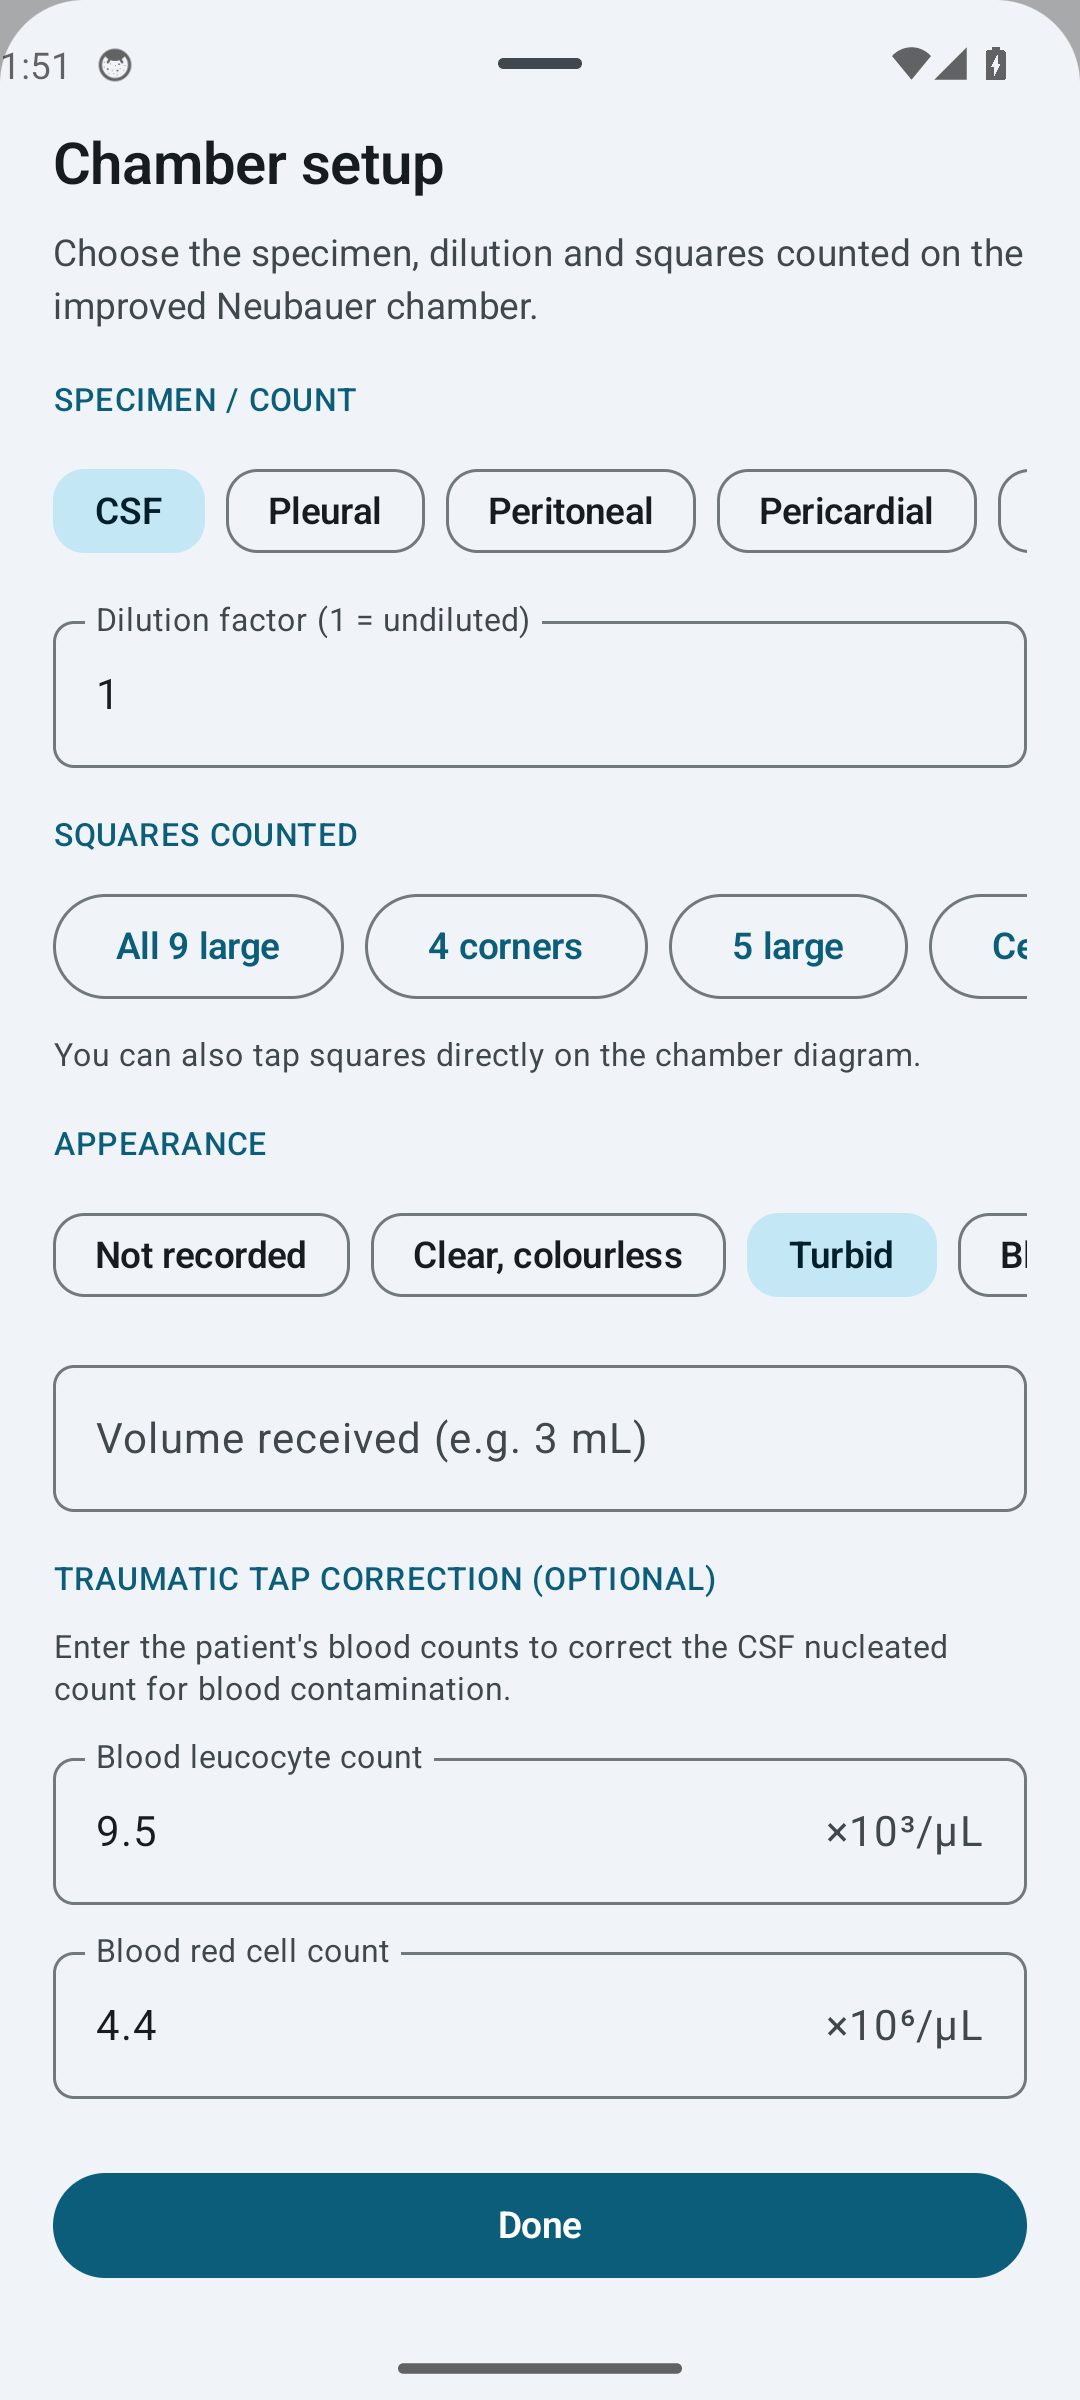 1:51
Chamber setup
Choose the specimen, dilution and squares counted on the
improved Neubauer chamber.
SPECIMEN / COUNT
CSF
Pleural
Peritoneal
Pericardial
Dilution factor (1 = undiluted)
1
SQUARES COUNTED
All 9 large
4 corners
5 large
You can also tap squares directly on the chamber diagram.
APPEARANCE
Not recorded
Clear, colourless
Turbid
Volume received (e.g. 3 mL)
TRAUMATIC TAP CORRECTION (OPTIONAL)
Enter the patient's blood counts to correct the CSF nucleated
count for blood contamination.
Blood leucocyte count
9.5 ×10³/µL
Blood red cell count
4.4 ×10⁶/µL
Done